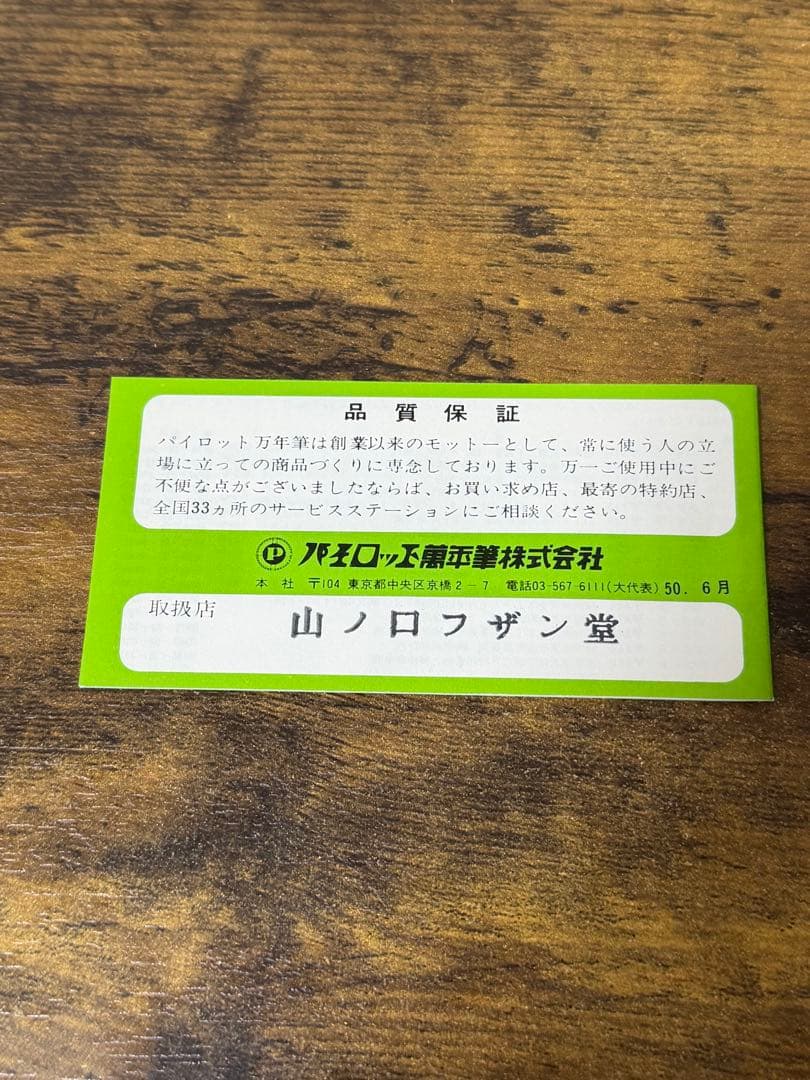 品質保証
パイロット万年筆は創業以来のモットーとして、常に使う人の立
場に立っての商品づくりに専念しております。万一ご使用中にご
不便な点がございましたならば、お買い求め店、最寄の特約店、
全国33ヵ所のサービスステーションにご相談ください。
P パイロット萬年筆株式会社
本社 〒104 東京都中央区京橋2-7 電話03-567-6111(大代表) 50.6月
取扱店
山ノ口フザン堂